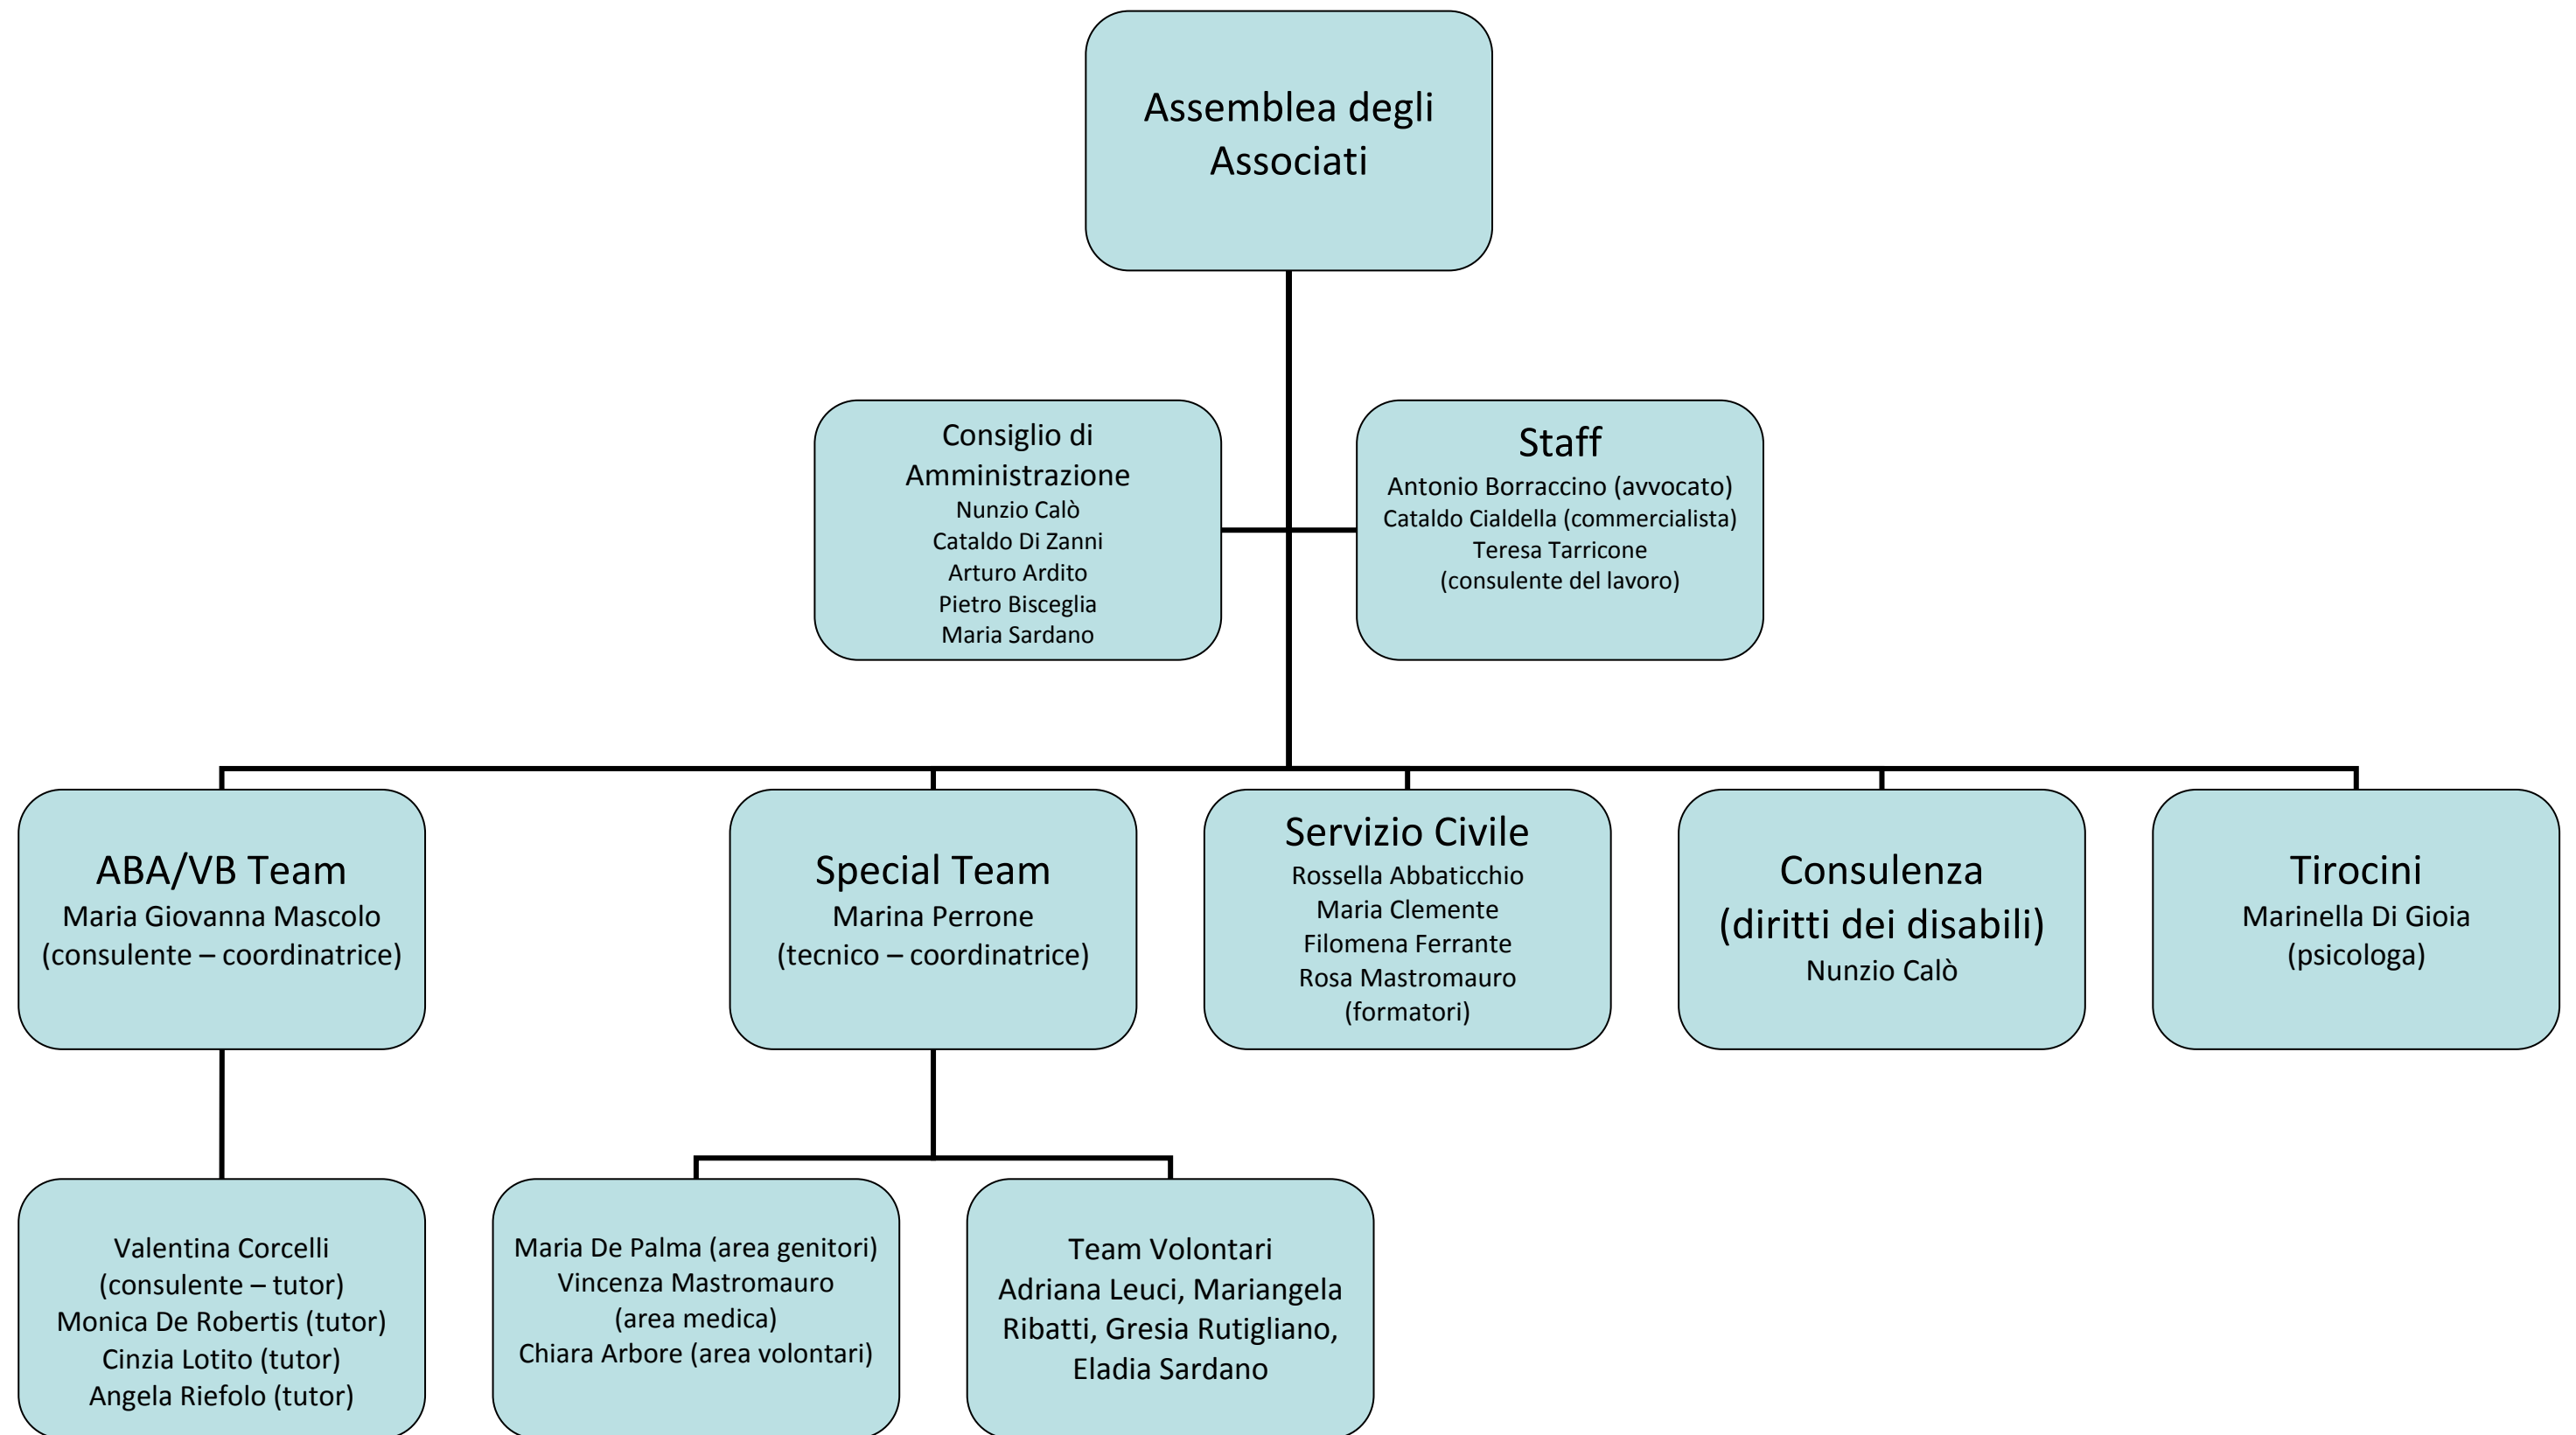 Assemblea degli
Associati
Consiglio di
Amministrazione
Nunzio Calò
Cataldo Di Zanni
Arturo Ardito
Pietro Bisceglia
Maria Sardano
Staff
Antonio Borraccino (avvocato)
Cataldo Cialdella (commercialista)
Teresa Tarricone
(consulente del lavoro)
ABA/VB Team
Maria Giovanna Mascolo
(consulente – coordinatrice)
Special Team
Marina Perrone
(tecnico – coordinatrice)
Servizio Civile
Rossella Abbaticchio
Maria Clemente
Filomena Ferrante
Rosa Mastromauro
(formatori)
Consulenza
(diritti dei disabili)
Nunzio Calò
Tirocini
Marinella Di Gioia
(psicologa)
Valentina Corcelli
(consulente – tutor)
Monica De Robertis (tutor)
Cinzia Lotito (tutor)
Angela Riefolo (tutor)
Maria De Palma (area genitori)
Vincenza Mastromauro
(area medica)
Chiara Arbore (area volontari)
Team Volontari
Adriana Leuci, Mariangela
Ribatti, Gresia Rutigliano,
Eladia Sardano